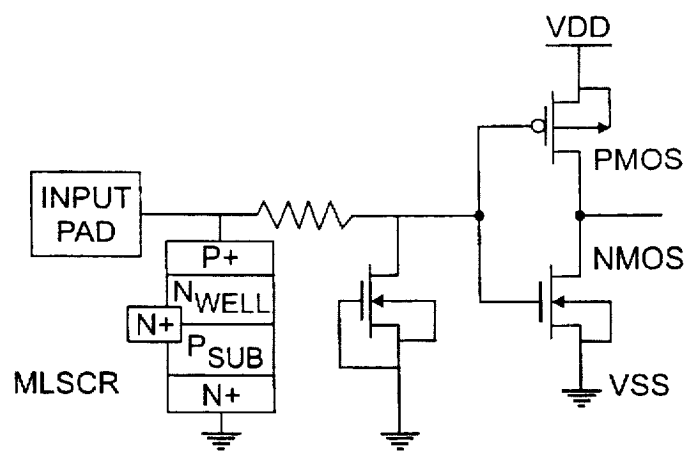 VDD
PMOS
INPUT
PAD
P+
NWELL
N+
PSUB
N+
MLSCR
NMOS
VSS